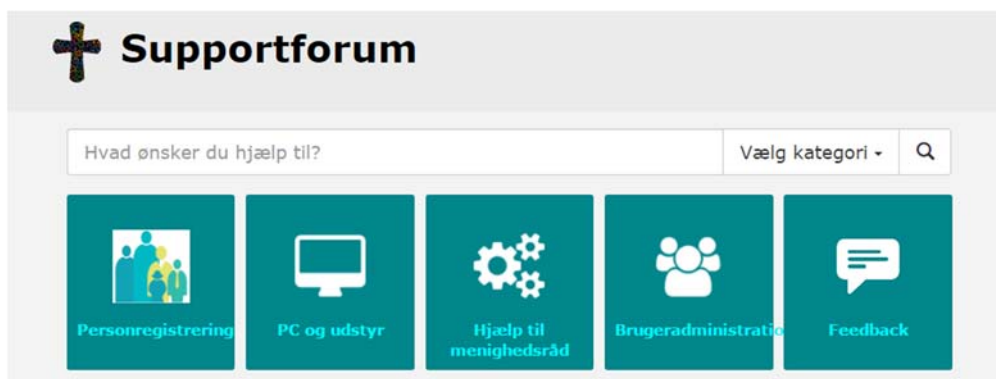 Supportforum
Hvad ønsker du hjælp til?
Vælg kategori
Personregistrering
PC og udstyr
Hjælp til
menighedsråd
Brugeradministratio
Feedback